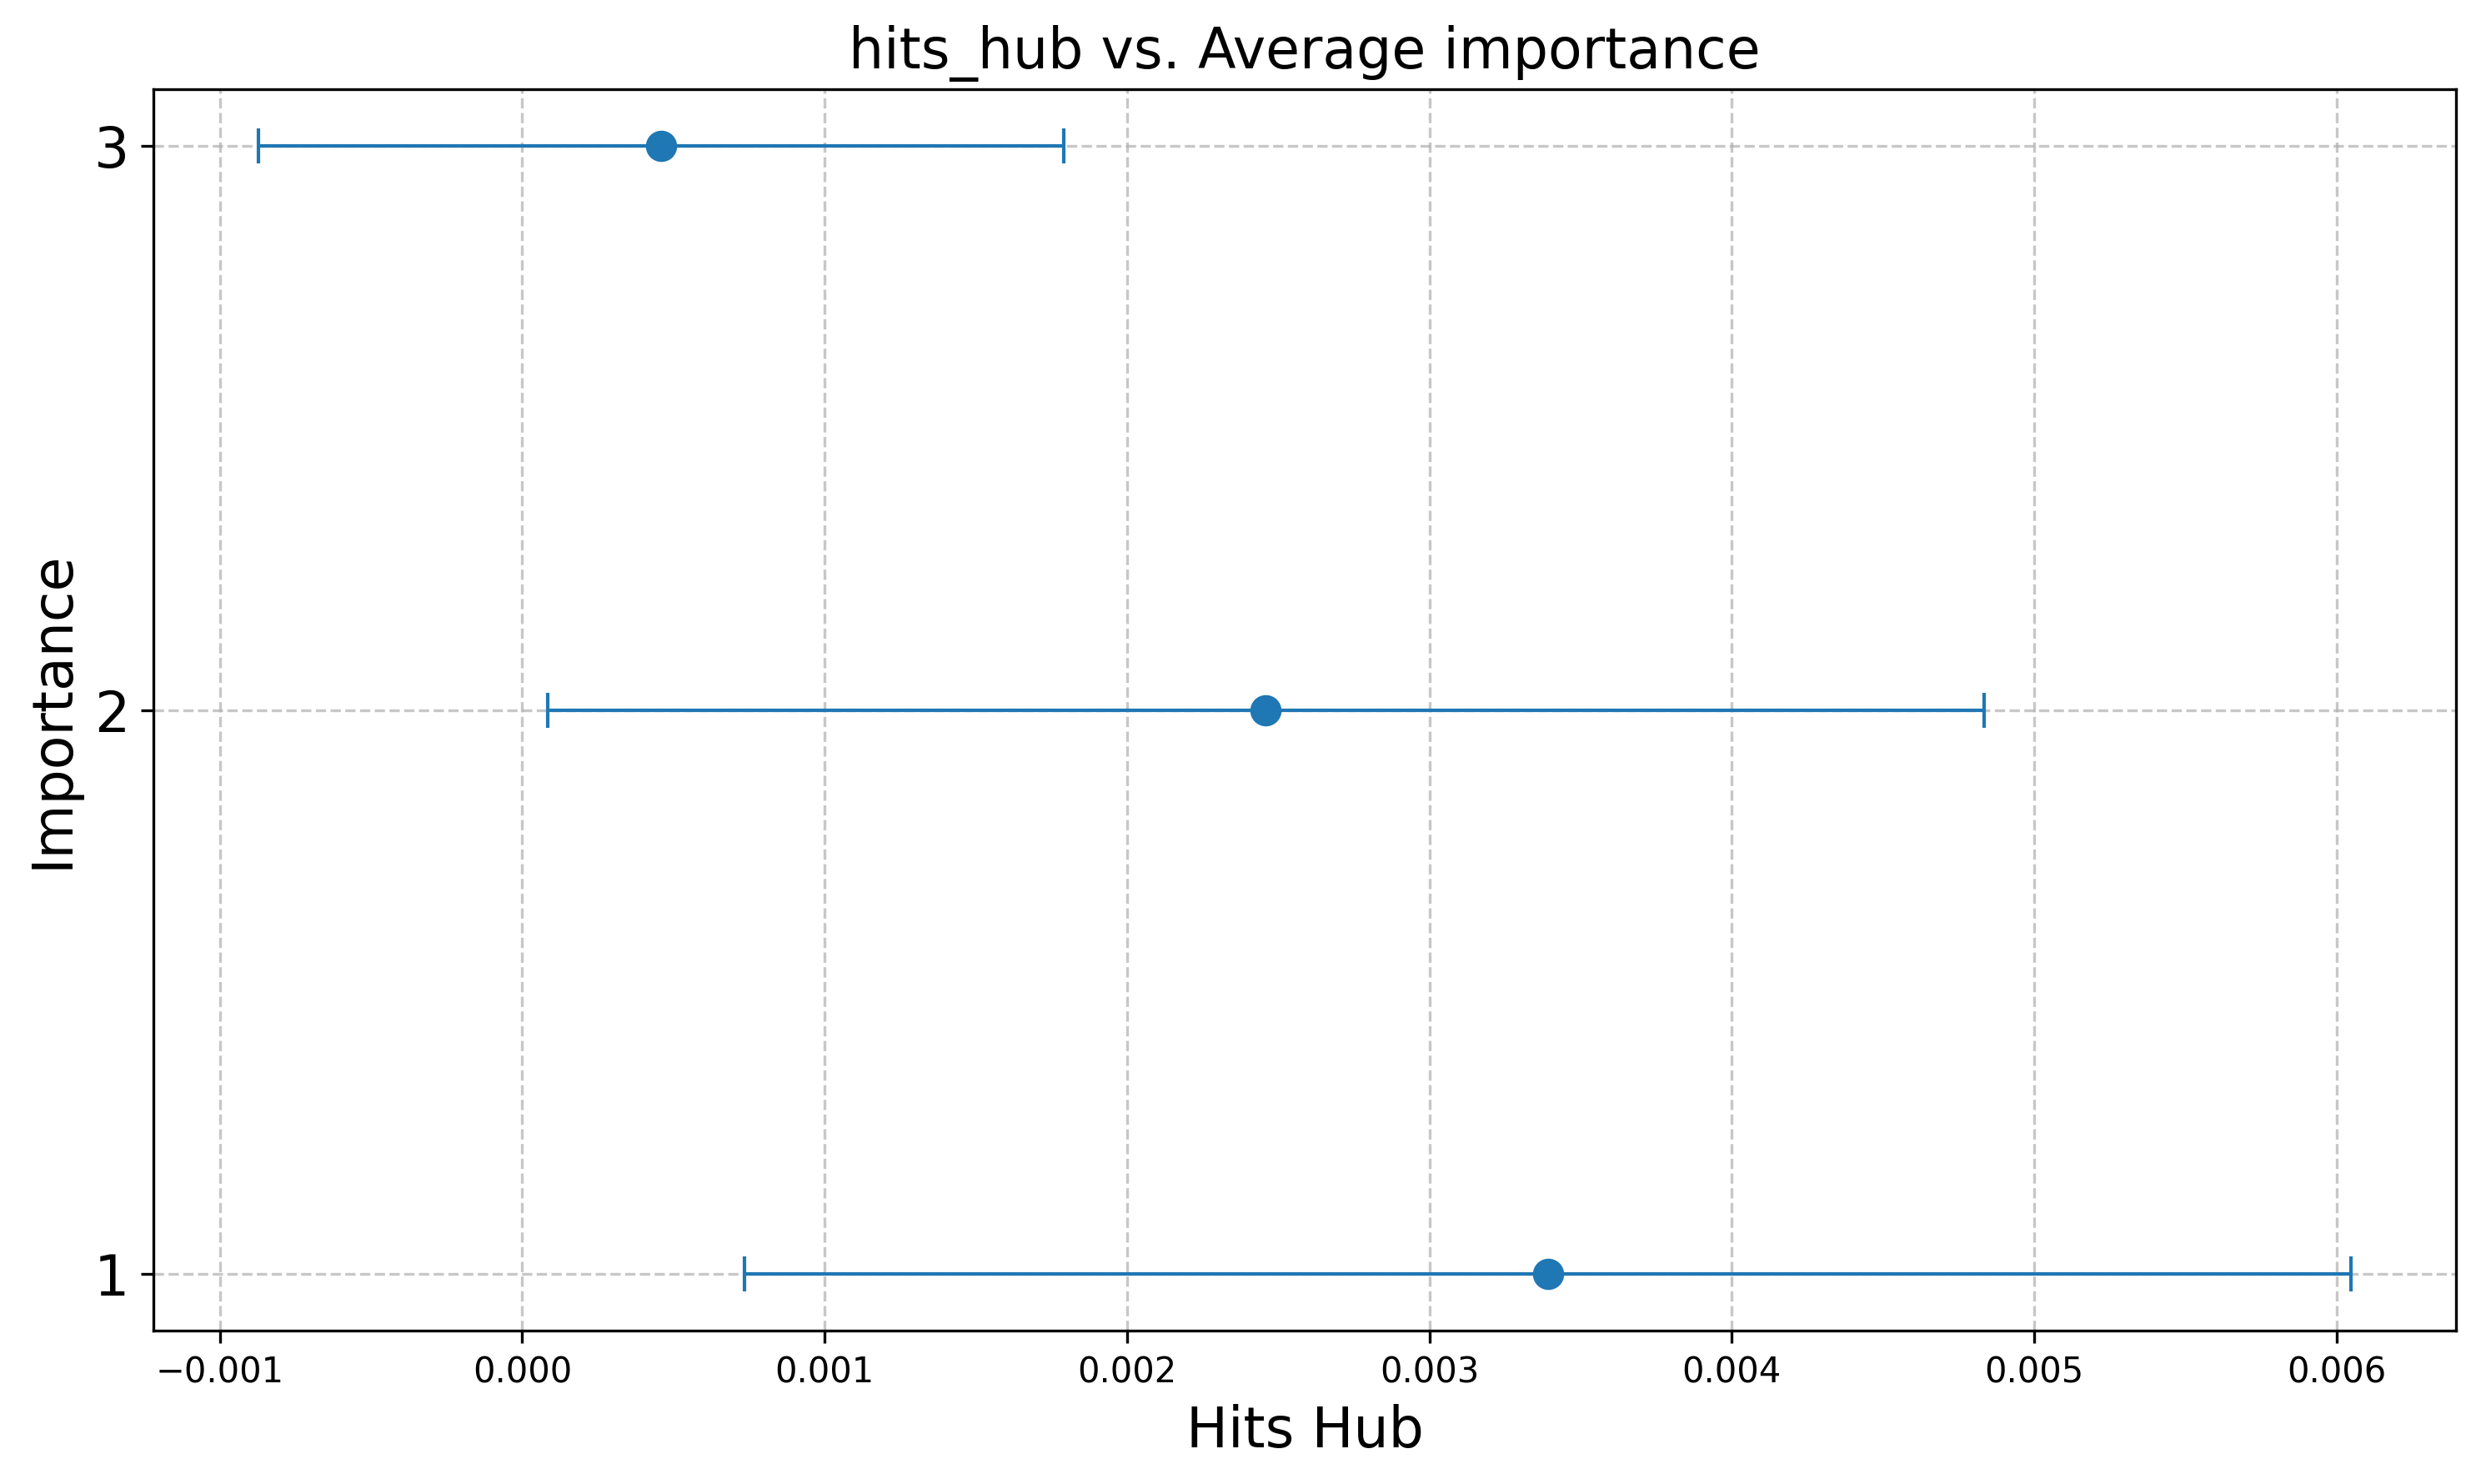 hits_hub vs. Average importance
3
2
1
Importance
−0.001 0.000 0.001 0.002 0.003 0.004 0.005 0.006
Hits Hub